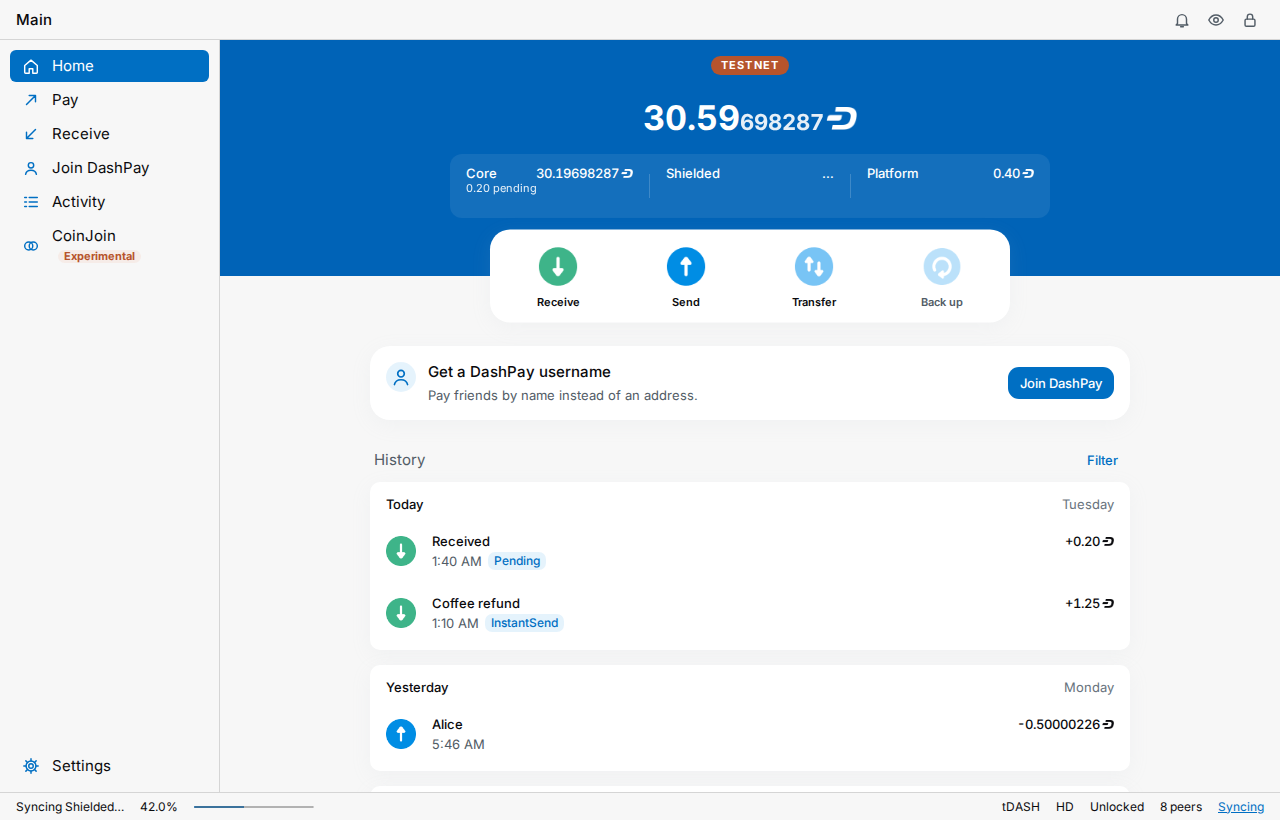 Main
Home
Pay
Receive
Join DashPay
Activity
CoinJoin
Experimental
Settings
TESTNET
30.59698287
Core 30.19698287
0.20 pending
Shielded ...
Platform 0.40
Receive
Send
Transfer
Back up
Get a DashPay username
Pay friends by name instead of an address.
Join DashPay
History Filter
Today Tuesday
Received +0.20
1:40 AM Pending
Coffee refund +1.25
1:10 AM InstantSend
Yesterday Monday
Alice -0.50000226
5:46 AM
Syncing Shielded... 42.0% tDASH HD Unlocked 8 peers Syncing